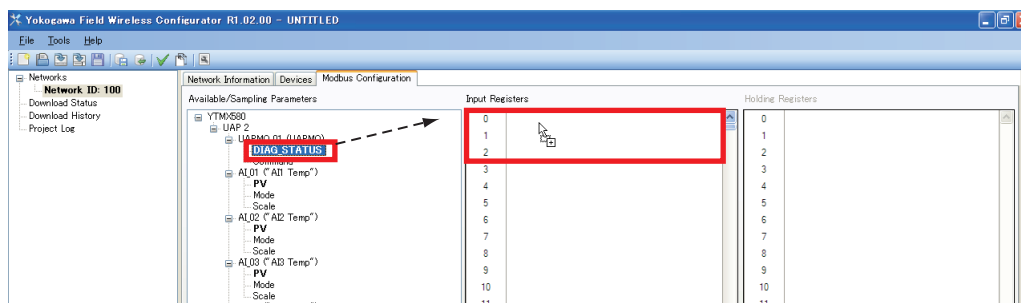 Yokogawa Field Wireless Configurator R1.02.00 - UNTITLED
File Tools Help
Networks
Network ID: 100
Download Status
Download History
Project Log
Network Information Devices Modbus Configuration
Available/Sampling Parameters
YTMX580
UAP 2
UAPMO_01 (UAPMO)
DIAG_STATUS
Command
AI_01 ("AI1 Temp")
PV
Mode
Scale
AI_02 ("AI2 Temp")
PV
Mode
Scale
AI_03 ("AI3 Temp")
PV
Mode
Scale
Input Registers
0
1
2
3
4
5
6
7
8
9
10
11
Holding Registers
0
1
2
3
4
5
6
7
8
9
10
11